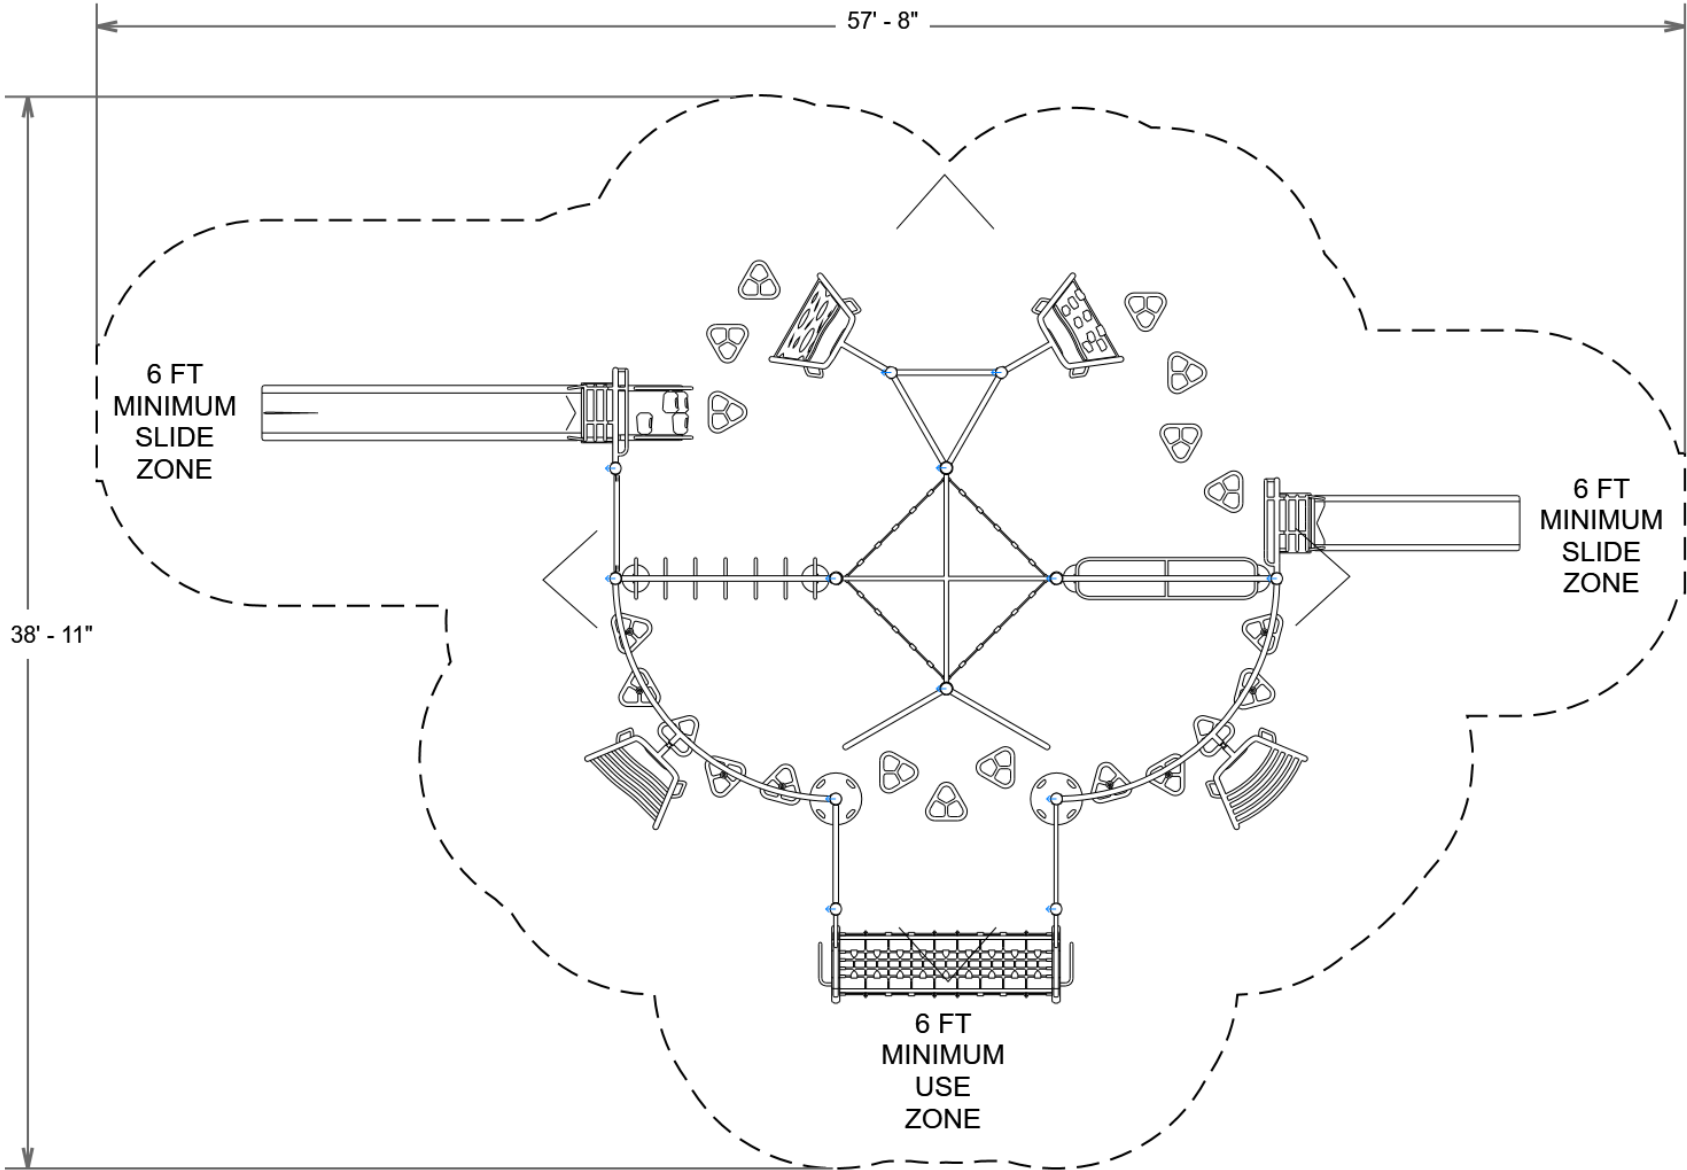 57' - 8"
6 FT
MINIMUM
SLIDE
ZONE
6 FT
MINIMUM
SLIDE
ZONE
38' - 11"
6 FT
MINIMUM
USE
ZONE